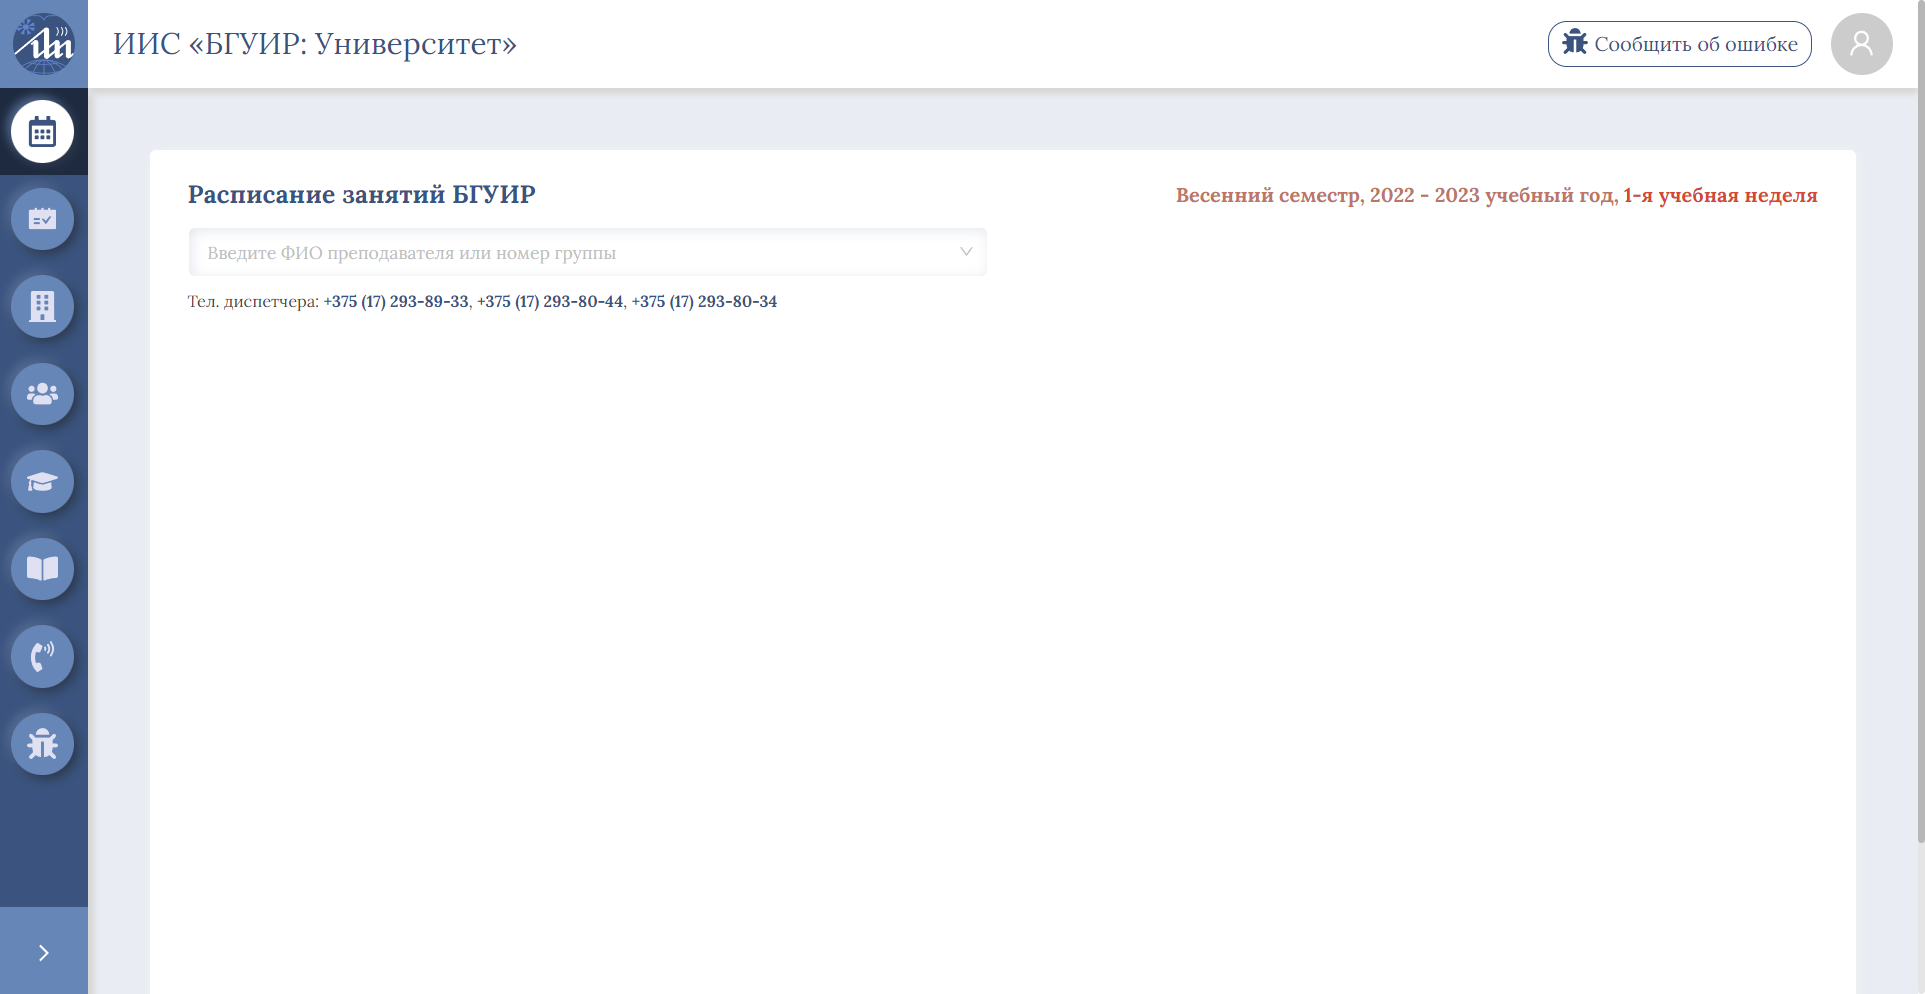 ИИС «БГУИР: Университет»
Сообщить об ошибке
Расписание занятий БГУИР
Весенний семестр, 2022 - 2023 учебный год, 1-я учебная неделя
Введите ФИО преподавателя или номер группы
Тел. диспетчера: +375 (17) 293-89-33, +375 (17) 293-80-44, +375 (17) 293-80-34